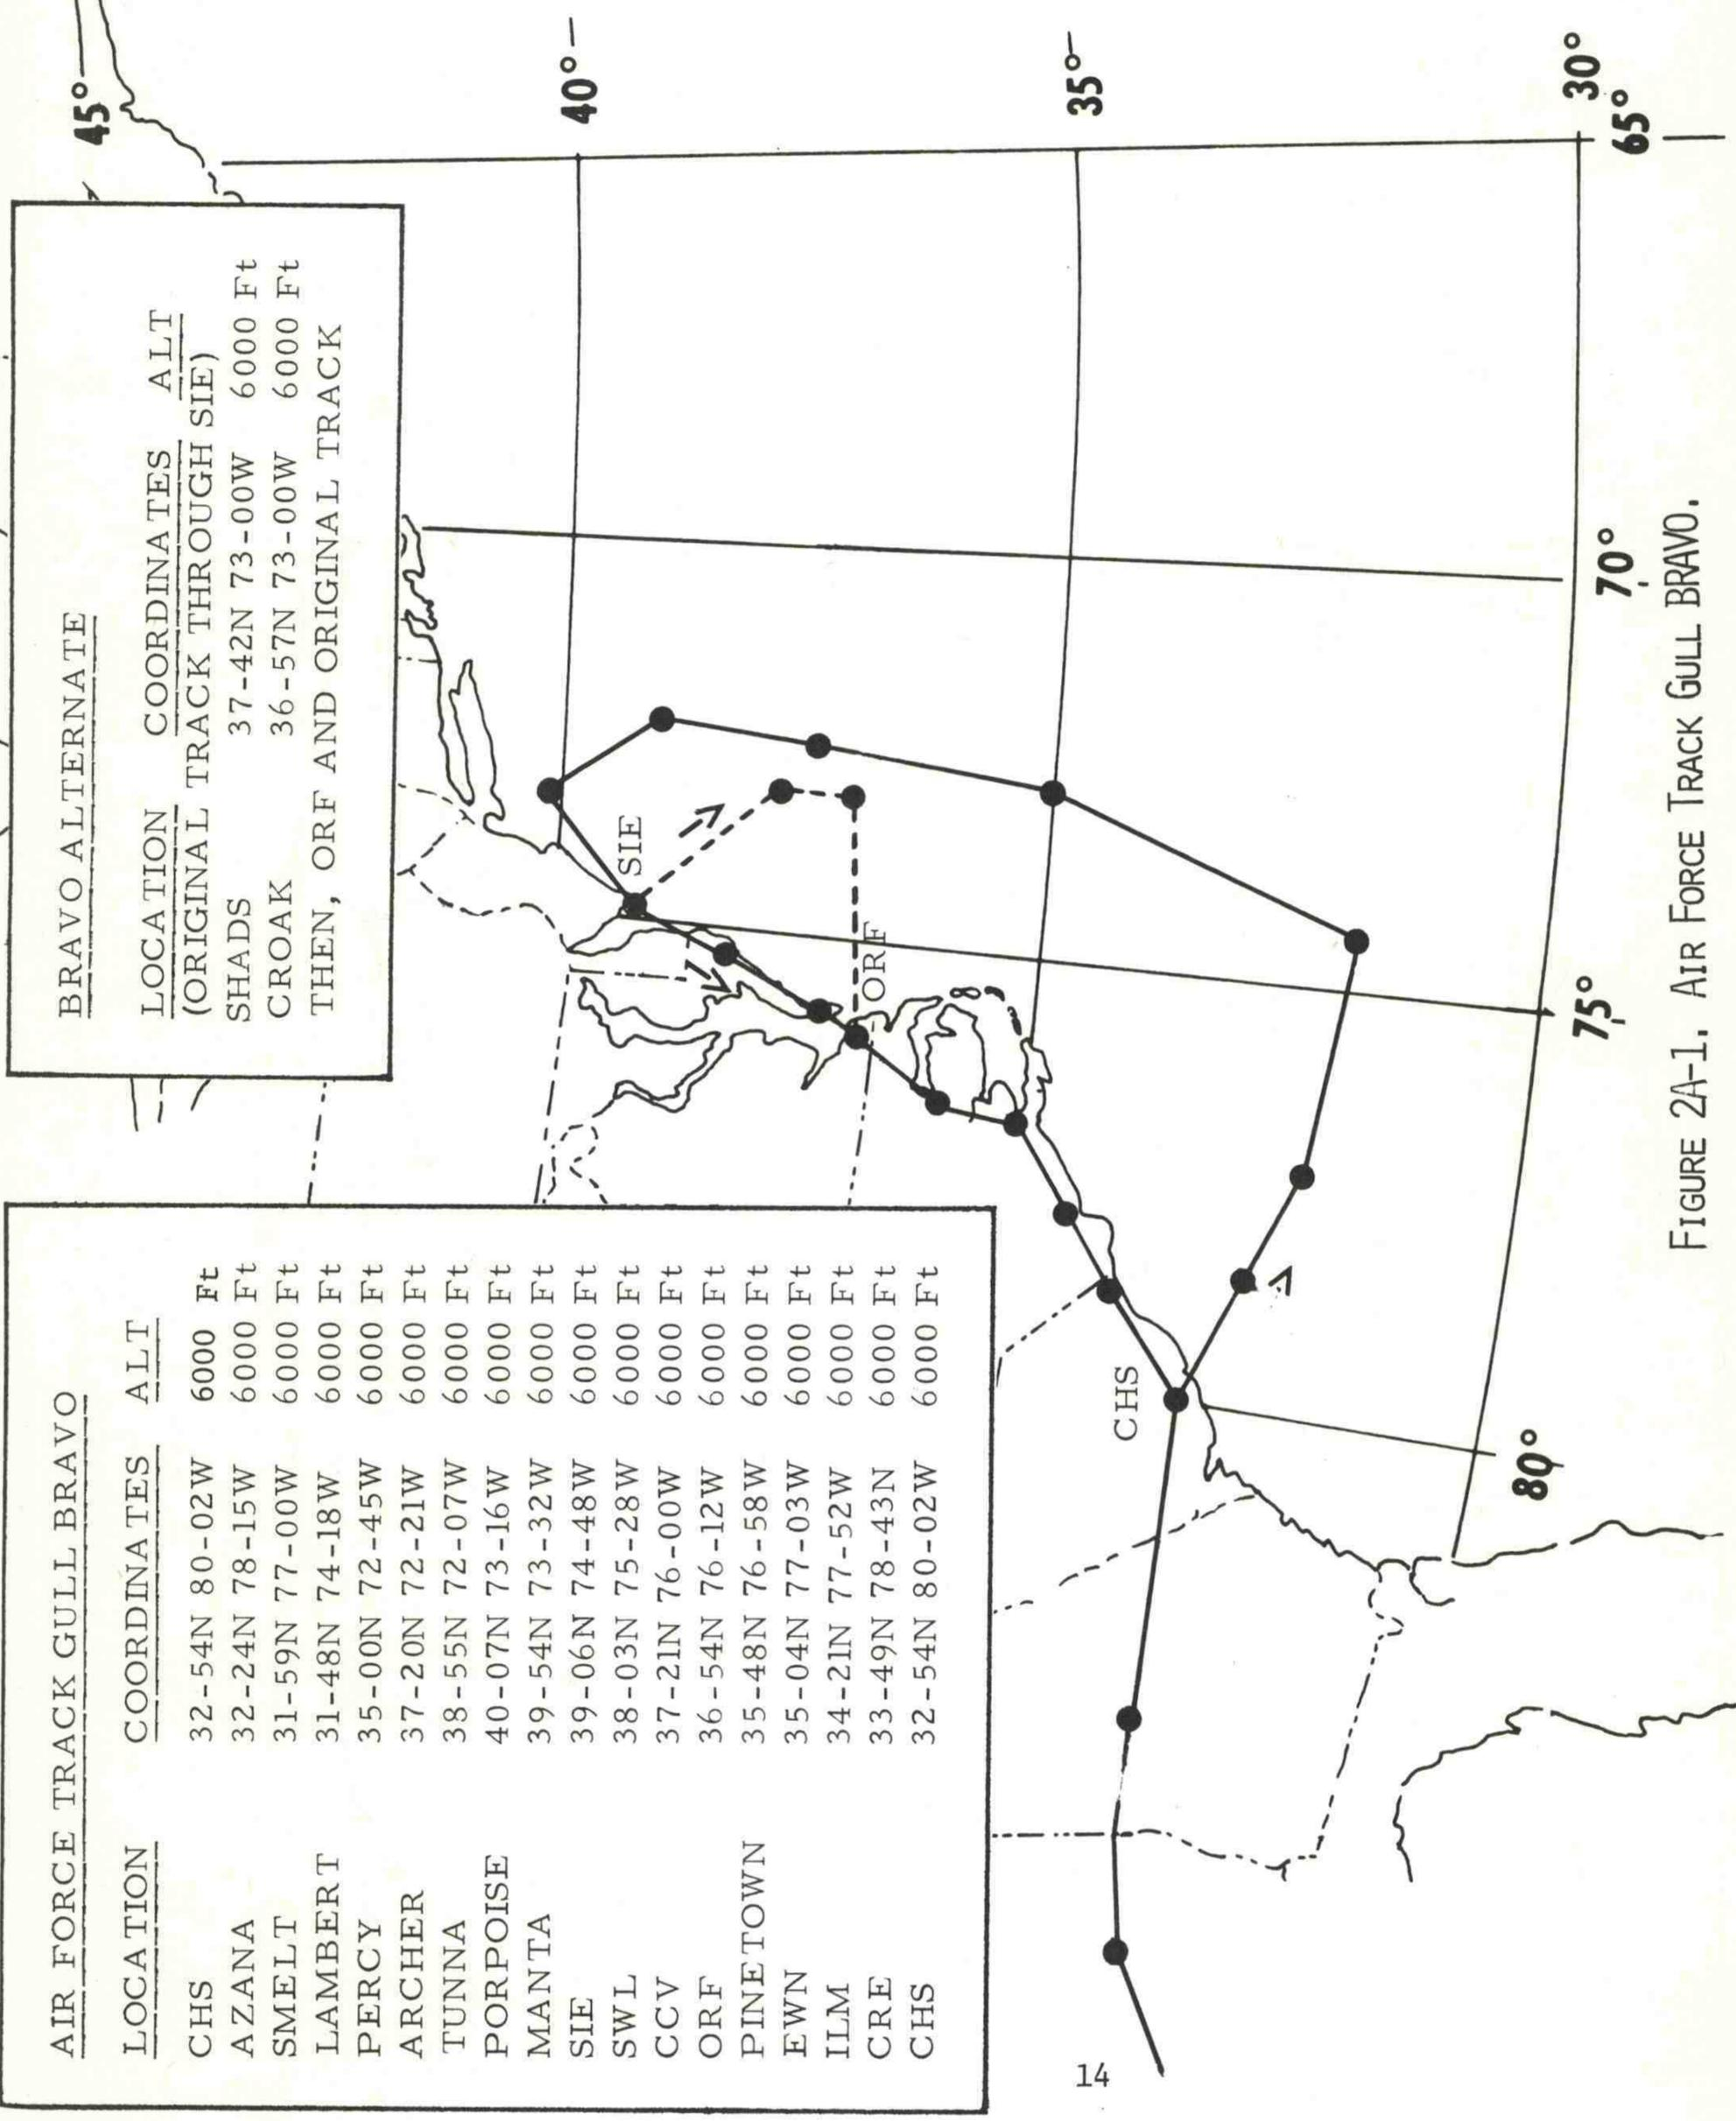 AIR FORCE TRACK GULL BRAVO
LOCATION COORDINATES ALT
CHS 32-54N 80-02W 6000 Ft
AZANA 32-24N 78-15W 6000 Ft
SMELT 31-59N 77-00W 6000 Ft
LAMBERT 31-48N 74-18W 6000 Ft
PERCY 35-00N 72-45W 6000 Ft
ARCHER 37-20N 72-21W 6000 Ft
TUNNA 38-55N 72-07W 6000 Ft
PORPOISE 40-07N 73-16W 6000 Ft
MANTA 39-54N 73-32W 6000 Ft
SIE 39-06N 74-48W 6000 Ft
SWL 38-03N 75-28W 6000 Ft
CCV 37-21N 76-00W 6000 Ft
ORF 36-54N 76-12W 6000 Ft
PINETOWN 35-48N 76-58W 6000 Ft
EWN 35-04N 77-03W 6000 Ft
ILM 34-21N 77-52W 6000 Ft
CRE 33-49N 78-43N 6000 Ft
CHS 32-54N 80-02W 6000 Ft
BRAVO ALTERNATE
LOCATION COORDINATES ALT
(ORIGINAL TRACK THROUGH SIE)
SHADS 37-42N 73-00W 6000 Ft
CROAK 36-57N 73-00W 6000 Ft
THEN, ORF AND ORIGINAL TRACK
45°
40°
35°
30°
65°
70°
75°
80°
SIE
ORF
CHS
FIGURE 2A-1. AIR FORCE TRACK GULL BRAVO.
14